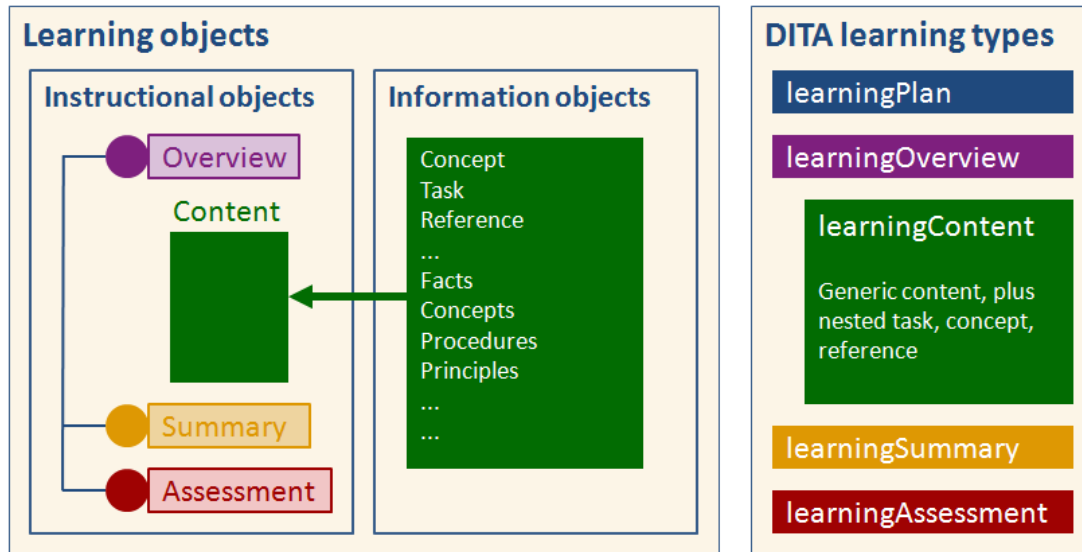 Learning objects
Instructional objects
Overview
Content
Summary
Assessment
Information objects
Concept
Task
Reference
...
Facts
Concepts
Procedures
Principles
...
...
DITA learning types
learningPlan
learningOverview
learningContent
Generic content, plus
nested task, concept,
reference
learningSummary
learningAssessment